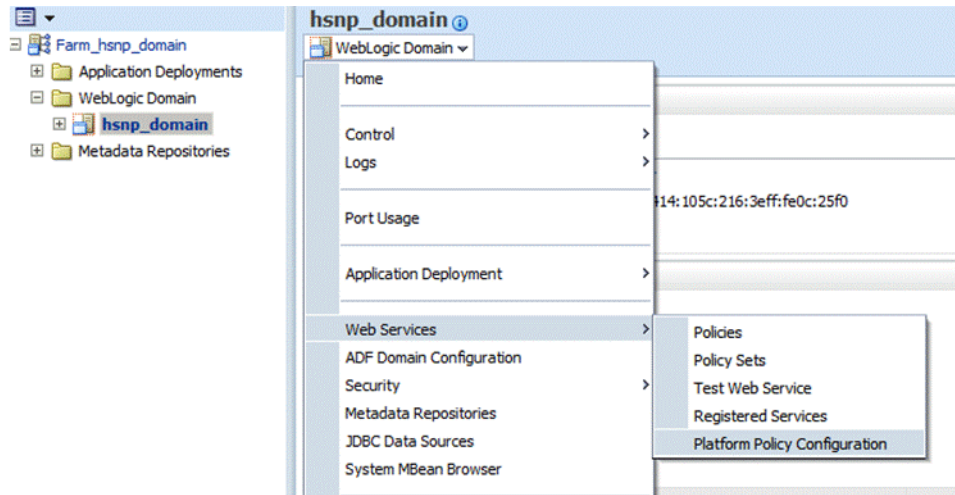 Farm_hsnp_domain
Application Deployments
WebLogic Domain
hsnp_domain
Metadata Repositories
hsnp_domain
WebLogic Domain
Home
Control
Logs
Port Usage
Application Deployment
Web Services
ADF Domain Configuration
Security
Metadata Repositories
JDBC Data Sources
System MBean Browser
414:105c:216:3eff:fe0c:25f0
Policies
Policy Sets
Test Web Service
Registered Services
Platform Policy Configuration